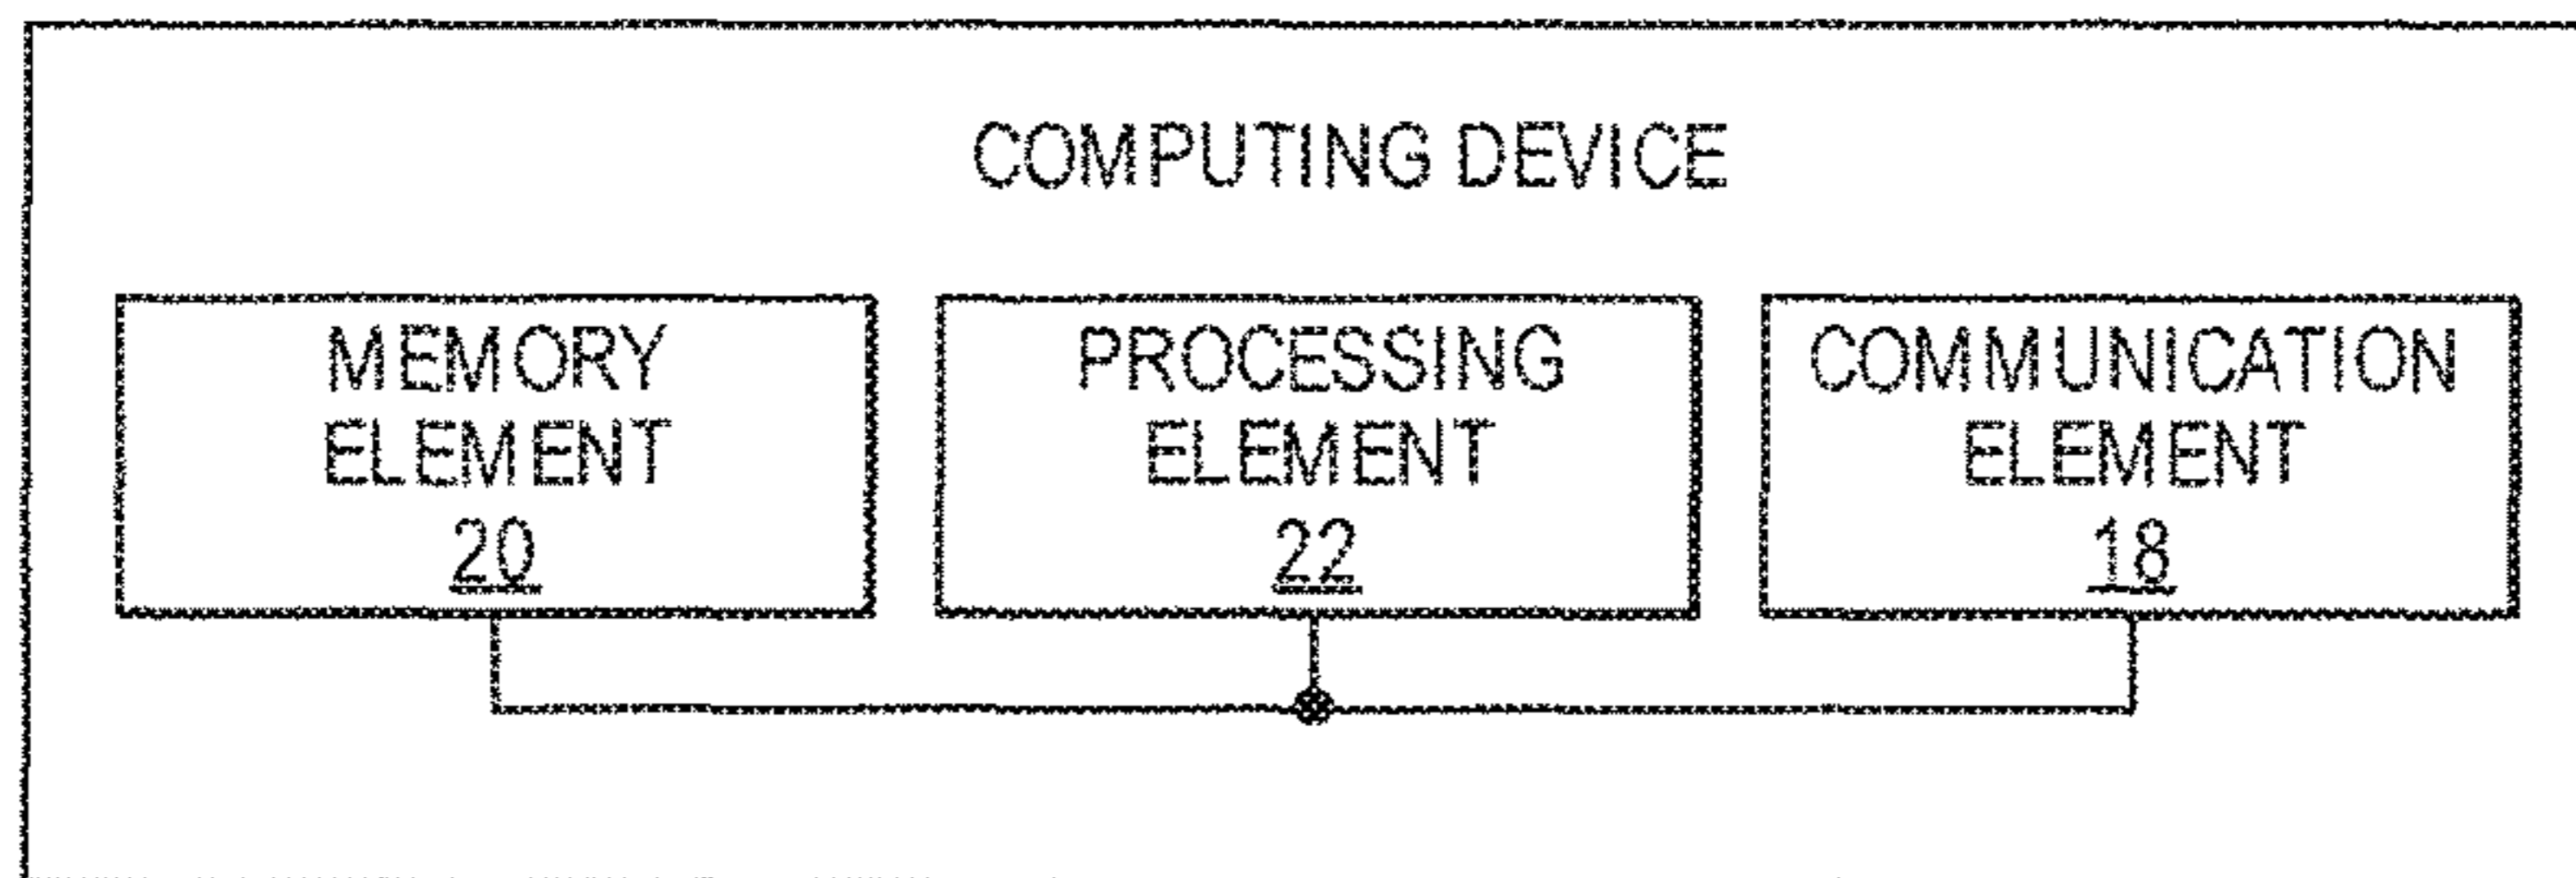 COMPUTING DEVICE
MEMORY
ELEMENT
20
PROCESSING
ELEMENT
22
COMMUNICATION
ELEMENT
18